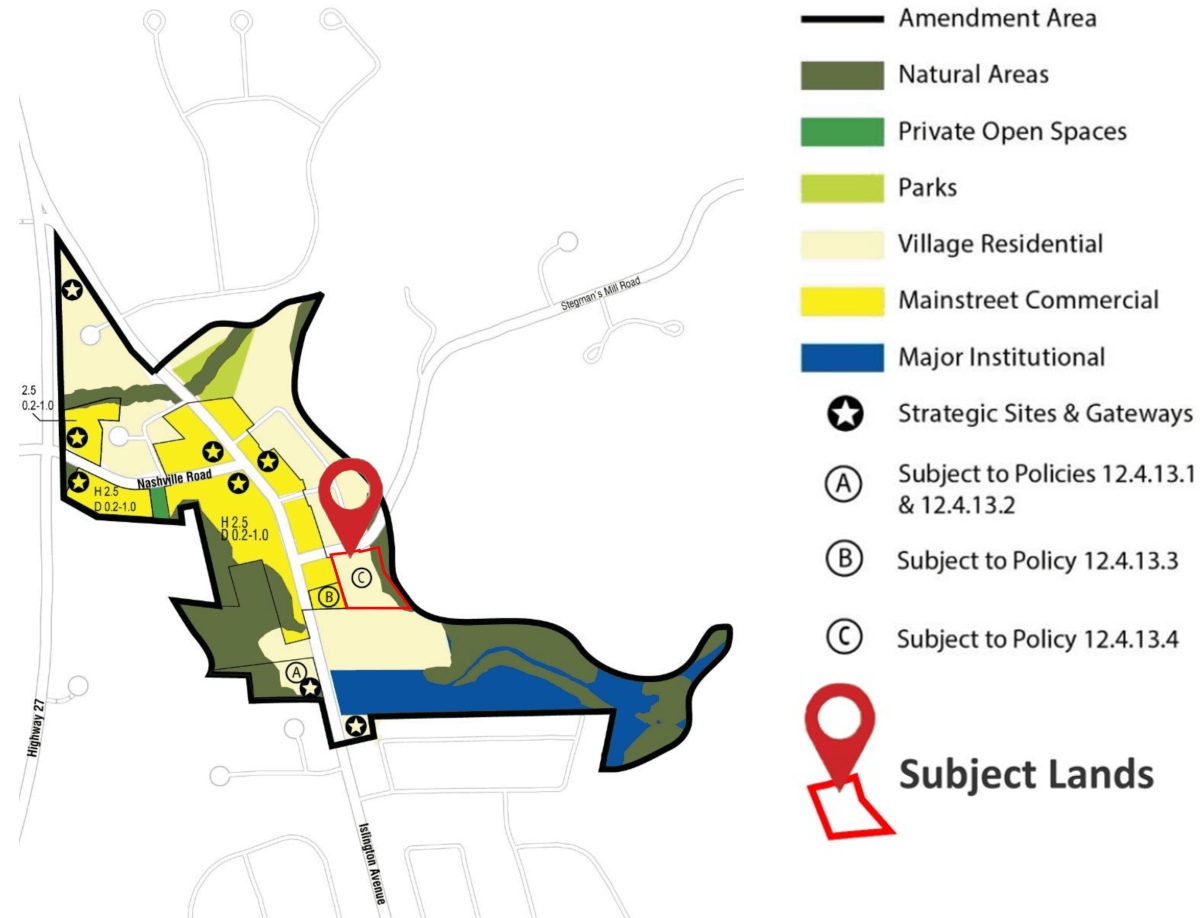 Amendment Area
Natural Areas
Private Open Spaces
Parks
Village Residential
Mainstreet Commercial
Major Institutional
Strategic Sites & Gateways
A
Subject to Policies 12.4.13.1
& 12.4.13.2
B
Subject to Policy 12.4.13.3
C
Subject to Policy 12.4.13.4
Subject Lands
Stegman's Mill Road
2.5
0.2-1.0
Nashville Road
H 2.5
D 0.2-1.0
H 2.5
D 0.2-1.0
C
B
A
Highway 27
Islington Avenue